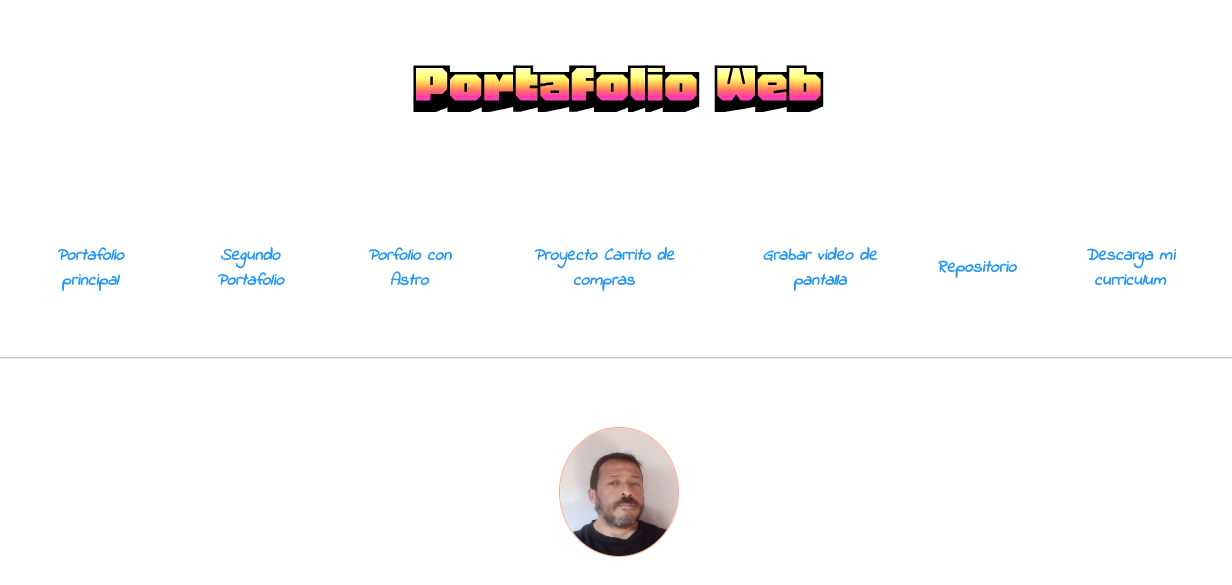 Portafolio Web
Portafolio
principal
Segundo
Portafolio
Porfolio con
Astro
Proyecto Carrito de
compras
Grabar video de
pantalla
Repositorio
Descarga mi
curriculum